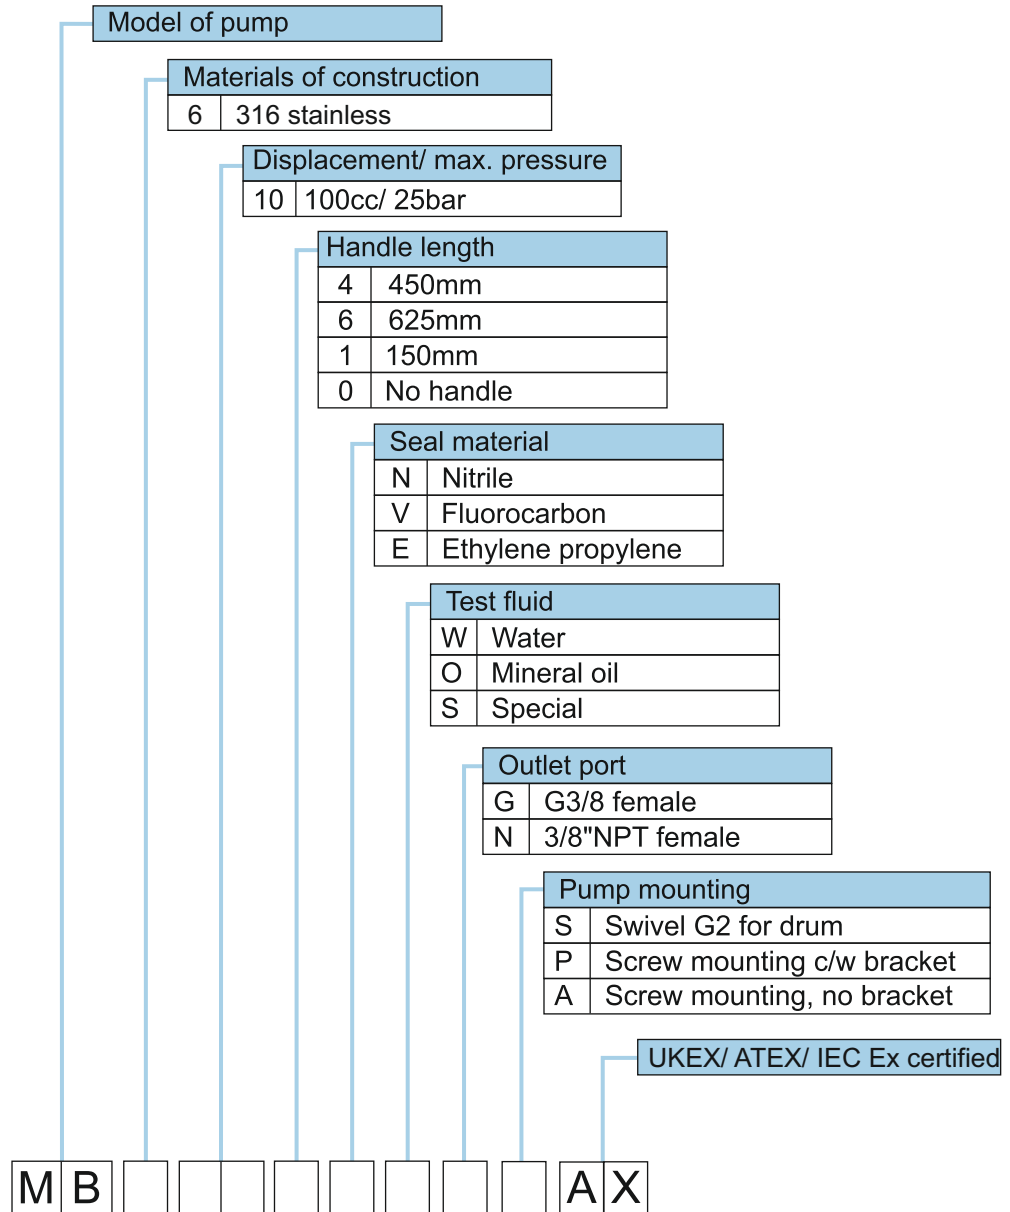 Model of pump
Materials of construction
6 316 stainless
Displacement/ max. pressure
10 100cc/ 25bar
Handle length
4 450mm
6 625mm
1 150mm
0 No handle
Seal material
N Nitrile
V Fluorocarbon
E Ethylene propylene
Test fluid
W Water
O Mineral oil
S Special
Outlet port
G G3/8 female
N 3/8"NPT female
Pump mounting
S Swivel G2 for drum
P Screw mounting c/w bracket
A Screw mounting, no bracket
UKEX/ ATEX/ IEC Ex certified
M B A X